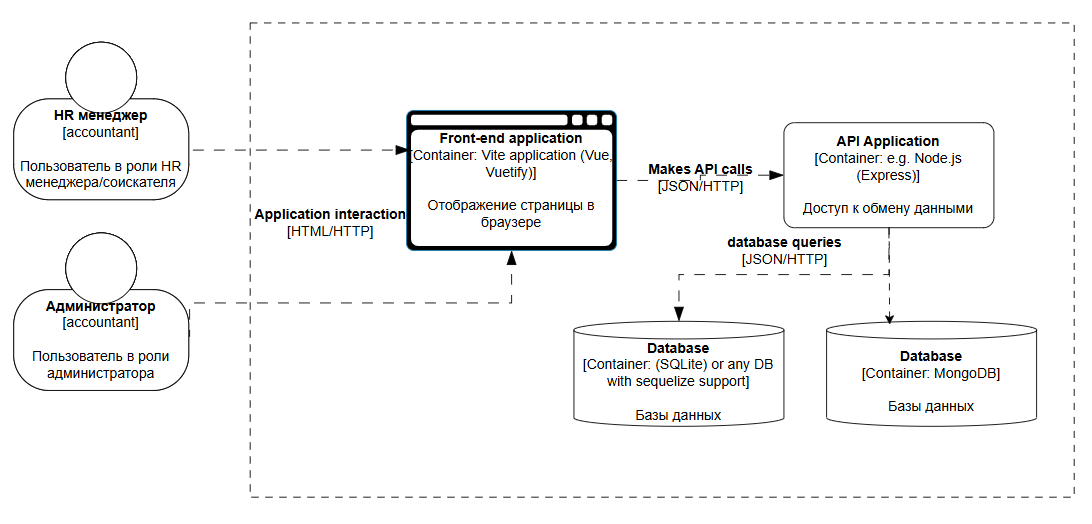 HR менеджер
[accountant]
Пользователь в роли HR
менеджера/соискателя
Администратор
[accountant]
Пользователь в роли
администратора
Application interaction
[HTML/HTTP]
Front-end application
[Container: Vite application (Vue,
Vuetify)]
Отображение страницы в
браузере
Makes API calls
[JSON/HTTP]
API Application
[Container: e.g. Node.js
(Express)]
Доступ к обмену данными
database queries
[JSON/HTTP]
Database
[Container: (SQLite) or any DB
with sequelize support]
Базы данных
Database
[Container: MongoDB]
Базы данных